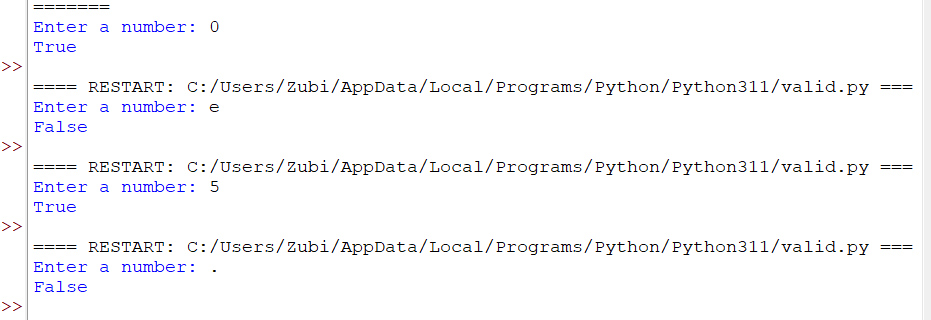 =======
Enter a number: 0
True
>>
==== RESTART: C:/Users/Zubi/AppData/Local/Programs/Python/Python311/valid.py ===
Enter a number: e
False
>>
==== RESTART: C:/Users/Zubi/AppData/Local/Programs/Python/Python311/valid.py ===
Enter a number: 5
True
>>
==== RESTART: C:/Users/Zubi/AppData/Local/Programs/Python/Python311/valid.py ===
Enter a number: .
False
>>